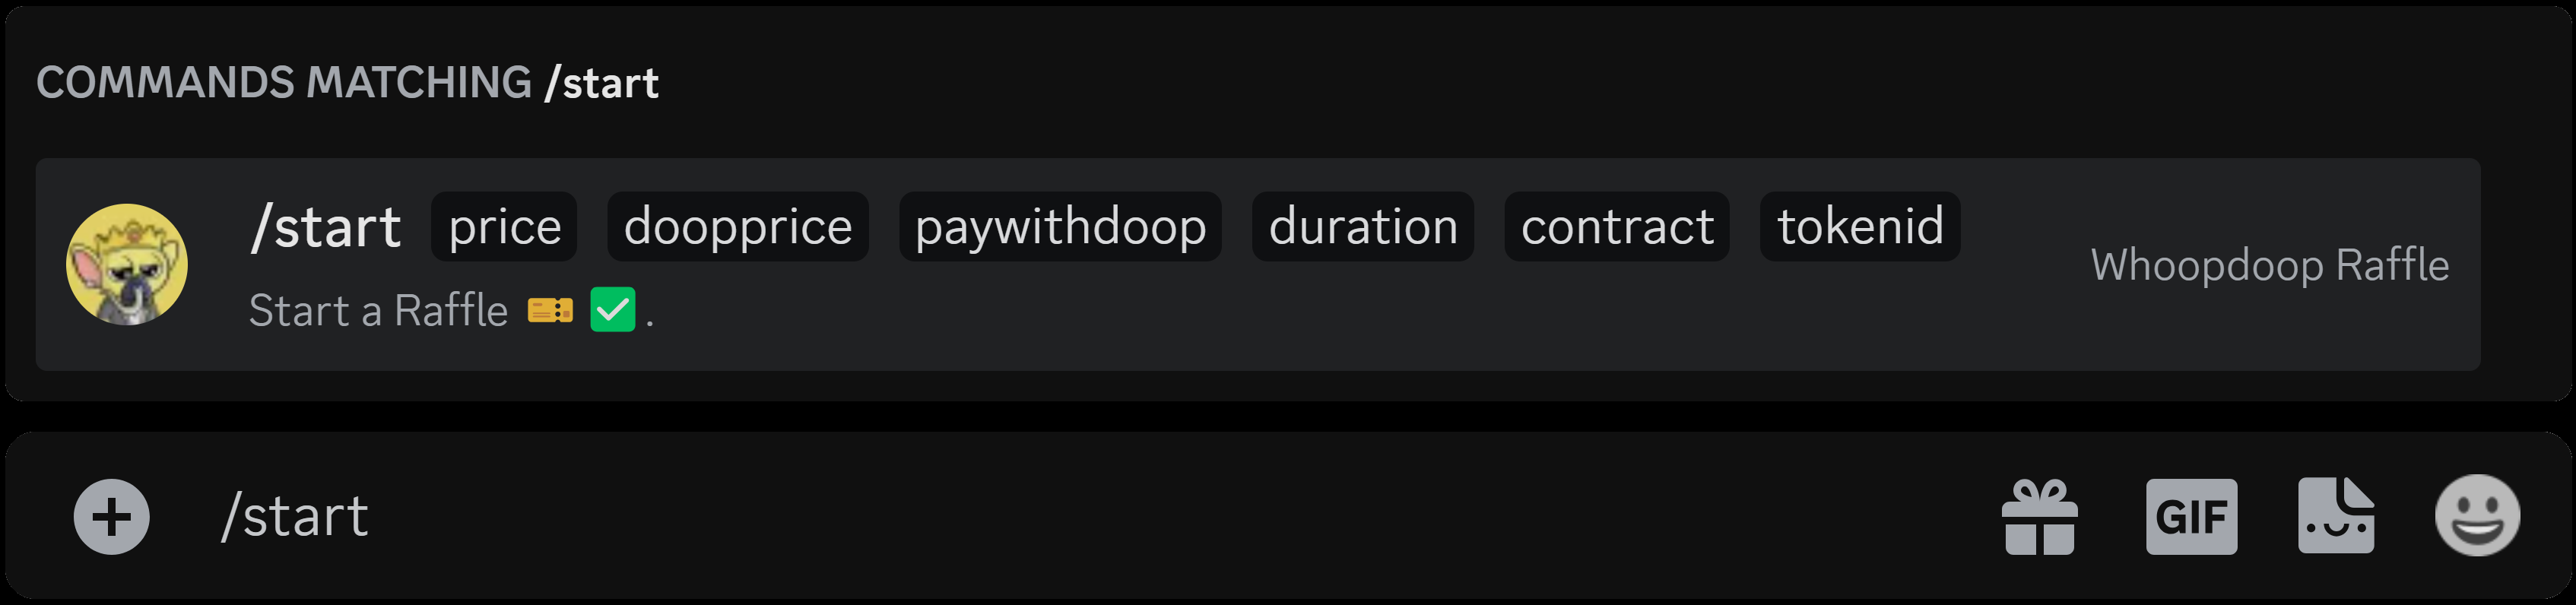 COMMANDS MATCHING /start
/start price doopprice paywithdoop duration contract tokenid
Start a Raffle 🎫 ✅ .
Whoopdoop Raffle
/start
GIF